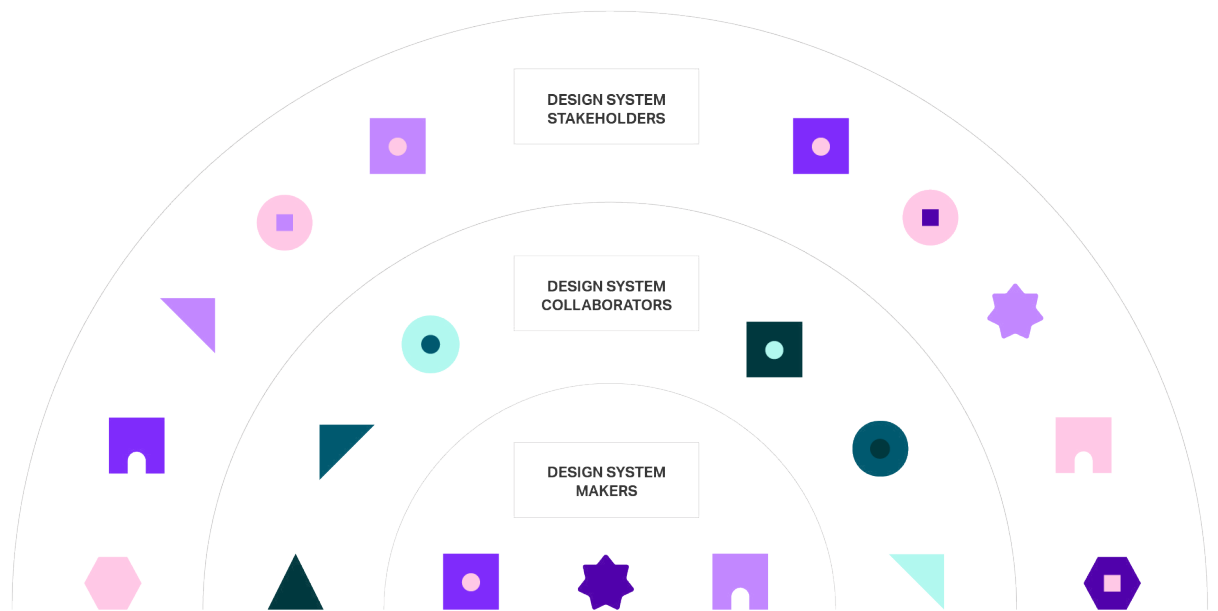 DESIGN SYSTEM
STAKEHOLDERS
DESIGN SYSTEM
COLLABORATORS
DESIGN SYSTEM
MAKERS